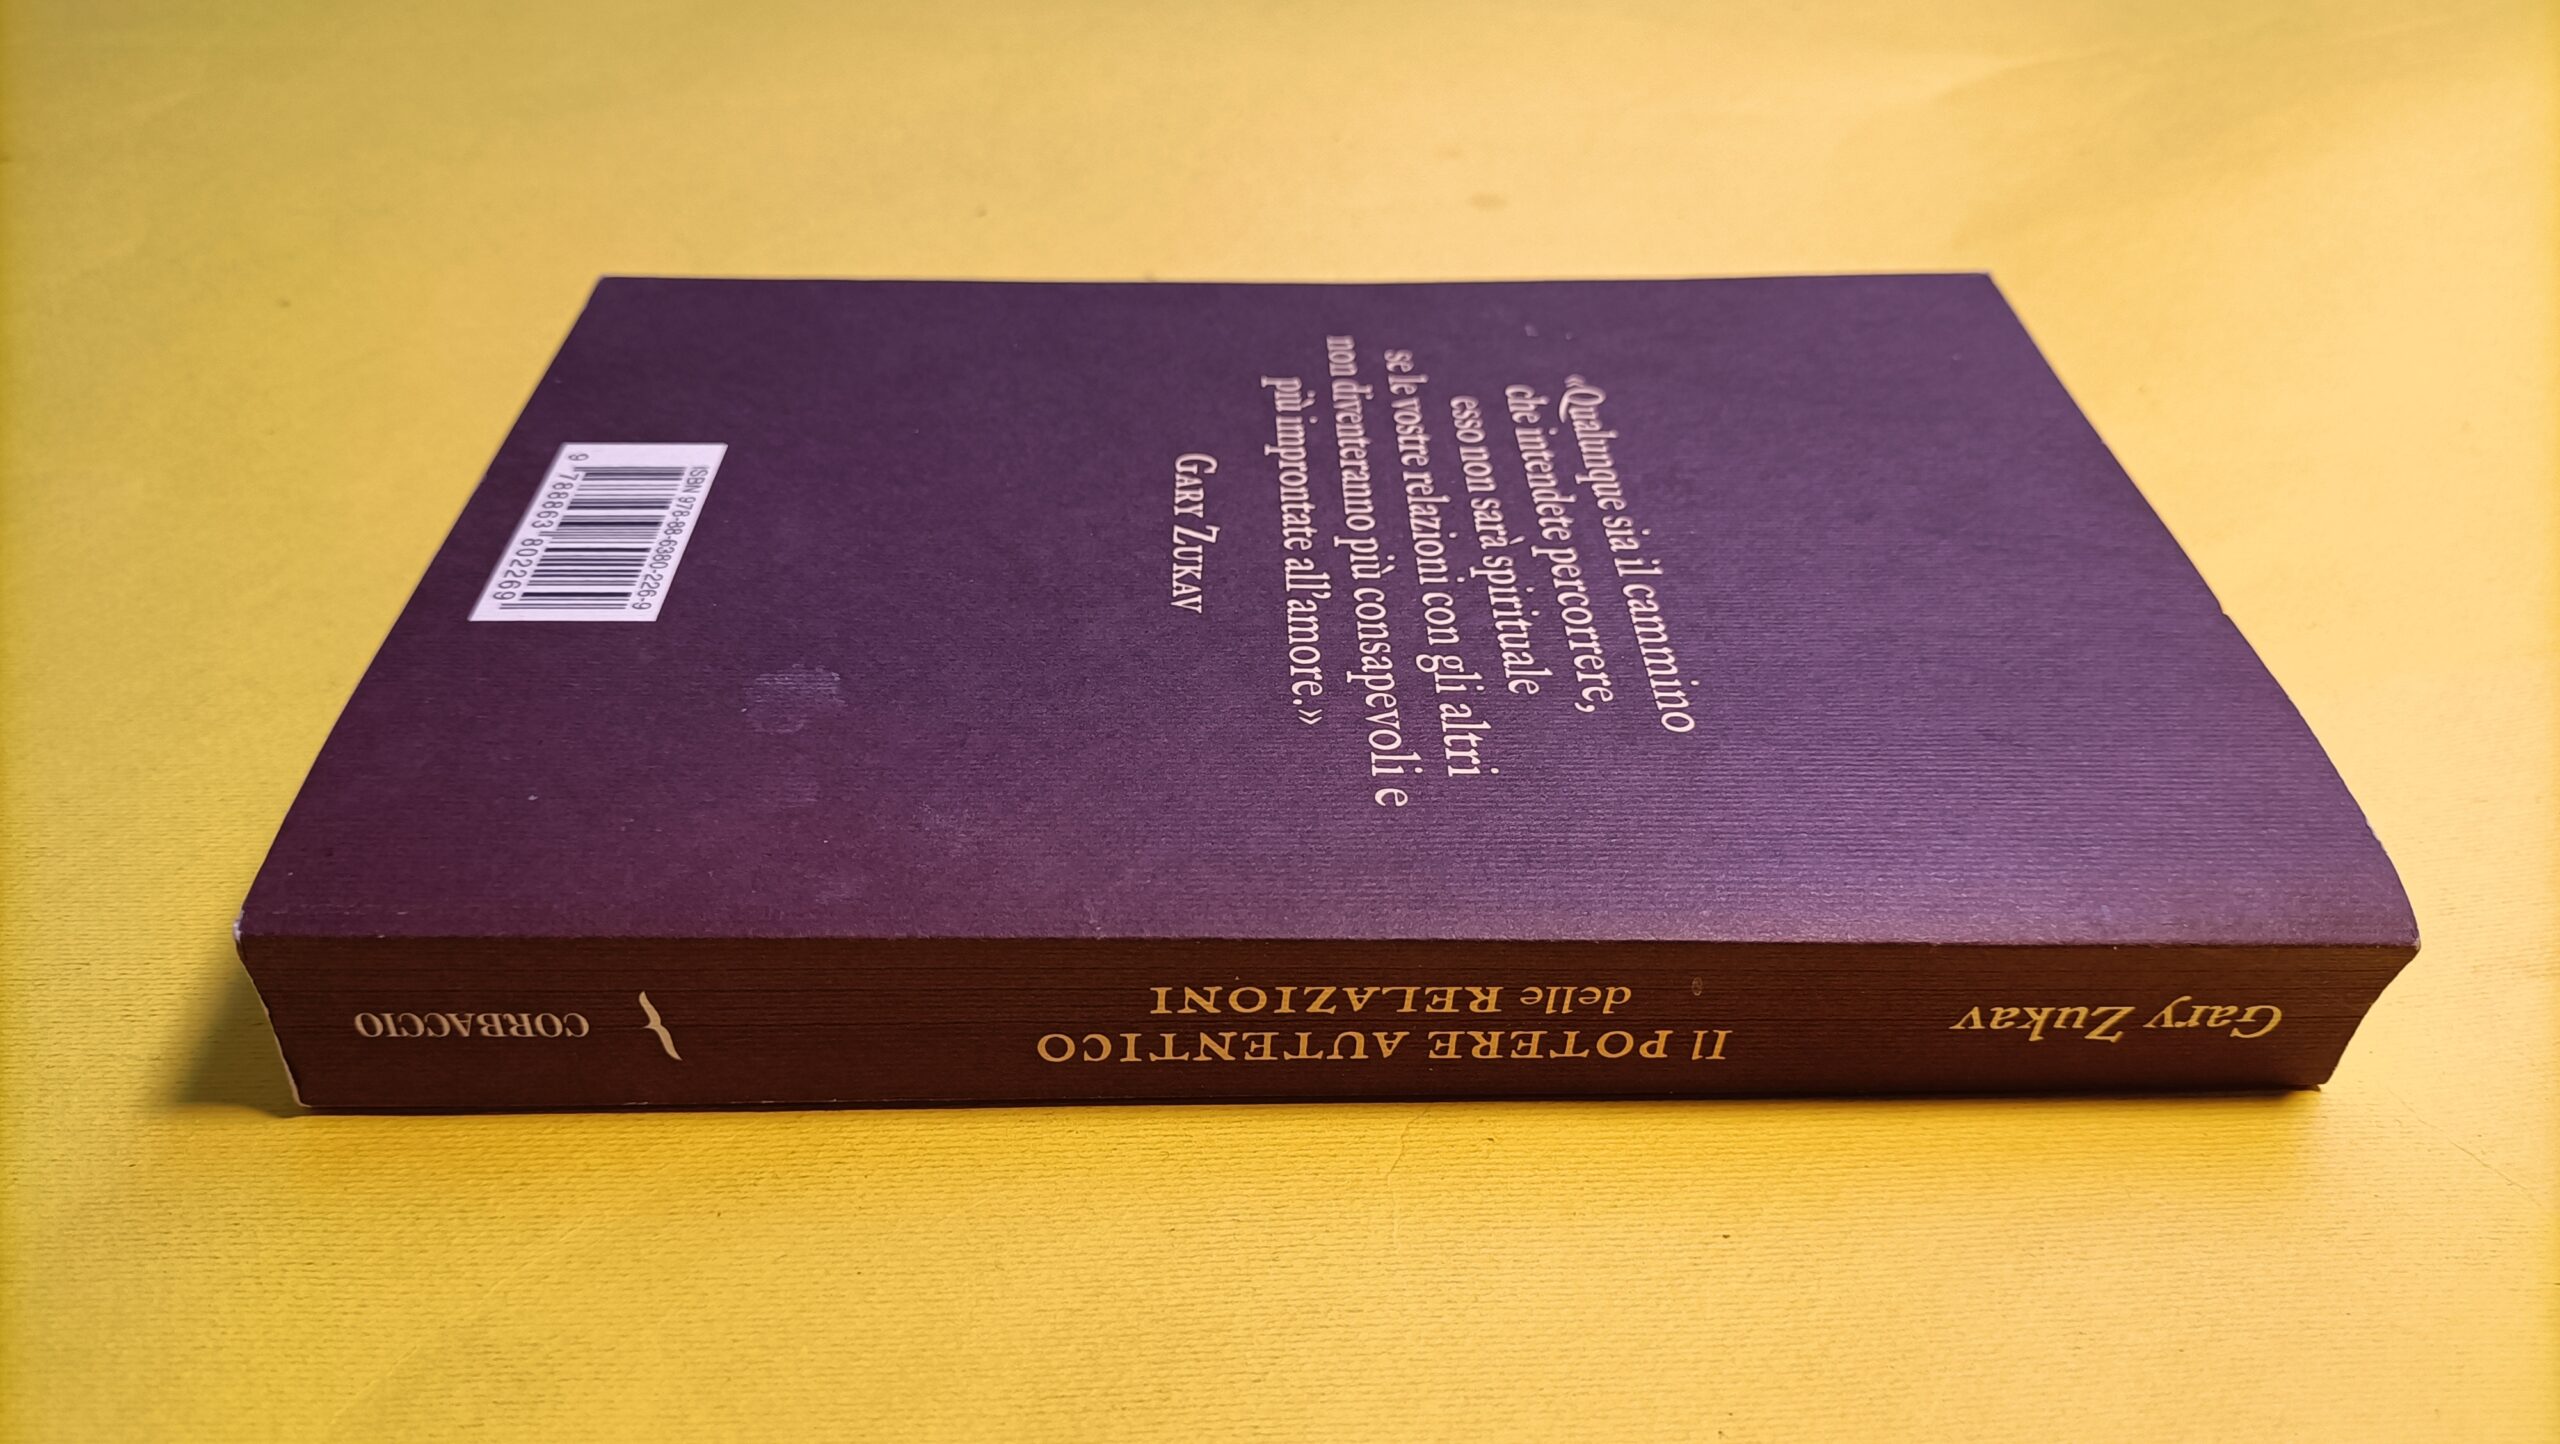 «Qualunque sia il cammino
che intendete percorrere,
esso non sarà spirituale
se le vostre relazioni con gli altri
non diventeranno più consapevoli e
più improntate all'amore.»
GARY ZUKAV
ISBN 978-88-6380-226-9
9 788863 802269
Gary Zukav
Il POTERE AUTENTICO
delle RELAZIONI
CORBACCIO